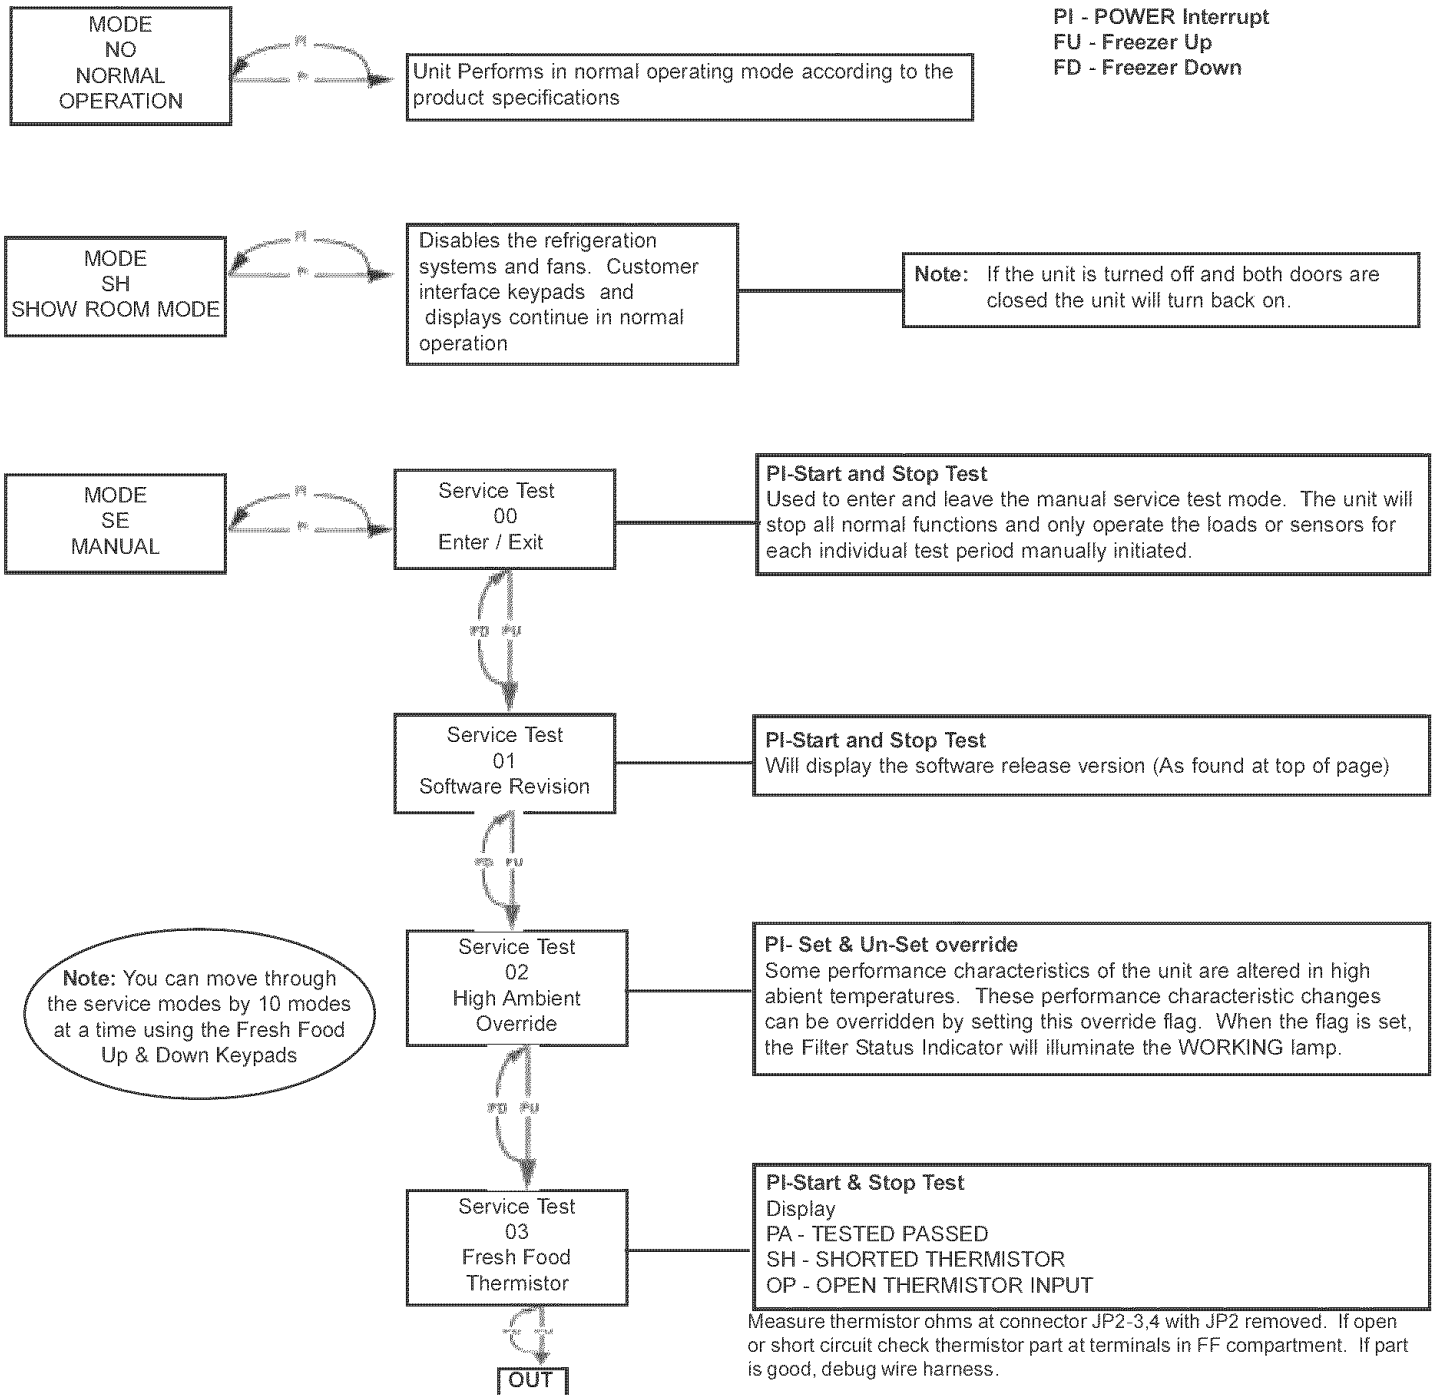 MODE
NO
NORMAL
OPERATION
PI
PI
Unit Performs in normal operating mode according to the
product specifications
PI - POWER Interrupt
FU - Freezer Up
FD - Freezer Down
MODE
SH
SHOW ROOM MODE
PI
PI
Disables the refrigeration
systems and fans. Customer
interface keypads and
displays continue in normal
operation
Note: If the unit is turned off and both doors are
closed the unit will turn back on.
MODE
SE
MANUAL
PI
PI
Service Test
00
Enter / Exit
PI-Start and Stop Test
Used to enter and leave the manual service test mode. The unit will
stop all normal functions and only operate the loads or sensors for
each individual test period manually initiated.
FD FU
Service Test
01
Software Revision
PI-Start and Stop Test
Will display the software release version (As found at top of page)
FD FU
Note: You can move through
the service modes by 10 modes
at a time using the Fresh Food
Up & Down Keypads
Service Test
02
High Ambient
Override
PI- Set & Un-Set override
Some performance characteristics of the unit are altered in high
abient temperatures. These performance characteristic changes
can be overridden by setting this override flag. When the flag is set,
the Filter Status Indicator will illuminate the WORKING lamp.
FD FU
Service Test
03
Fresh Food
Thermistor
PI-Start & Stop Test
Display
PA - TESTED PASSED
SH - SHORTED THERMISTOR
OP - OPEN THERMISTOR INPUT
Measure thermistor ohms at connector JP2-3,4 with JP2 removed. If open
or short circuit check thermistor part at terminals in FF compartment. If part
is good, debug wire harness.
OUT